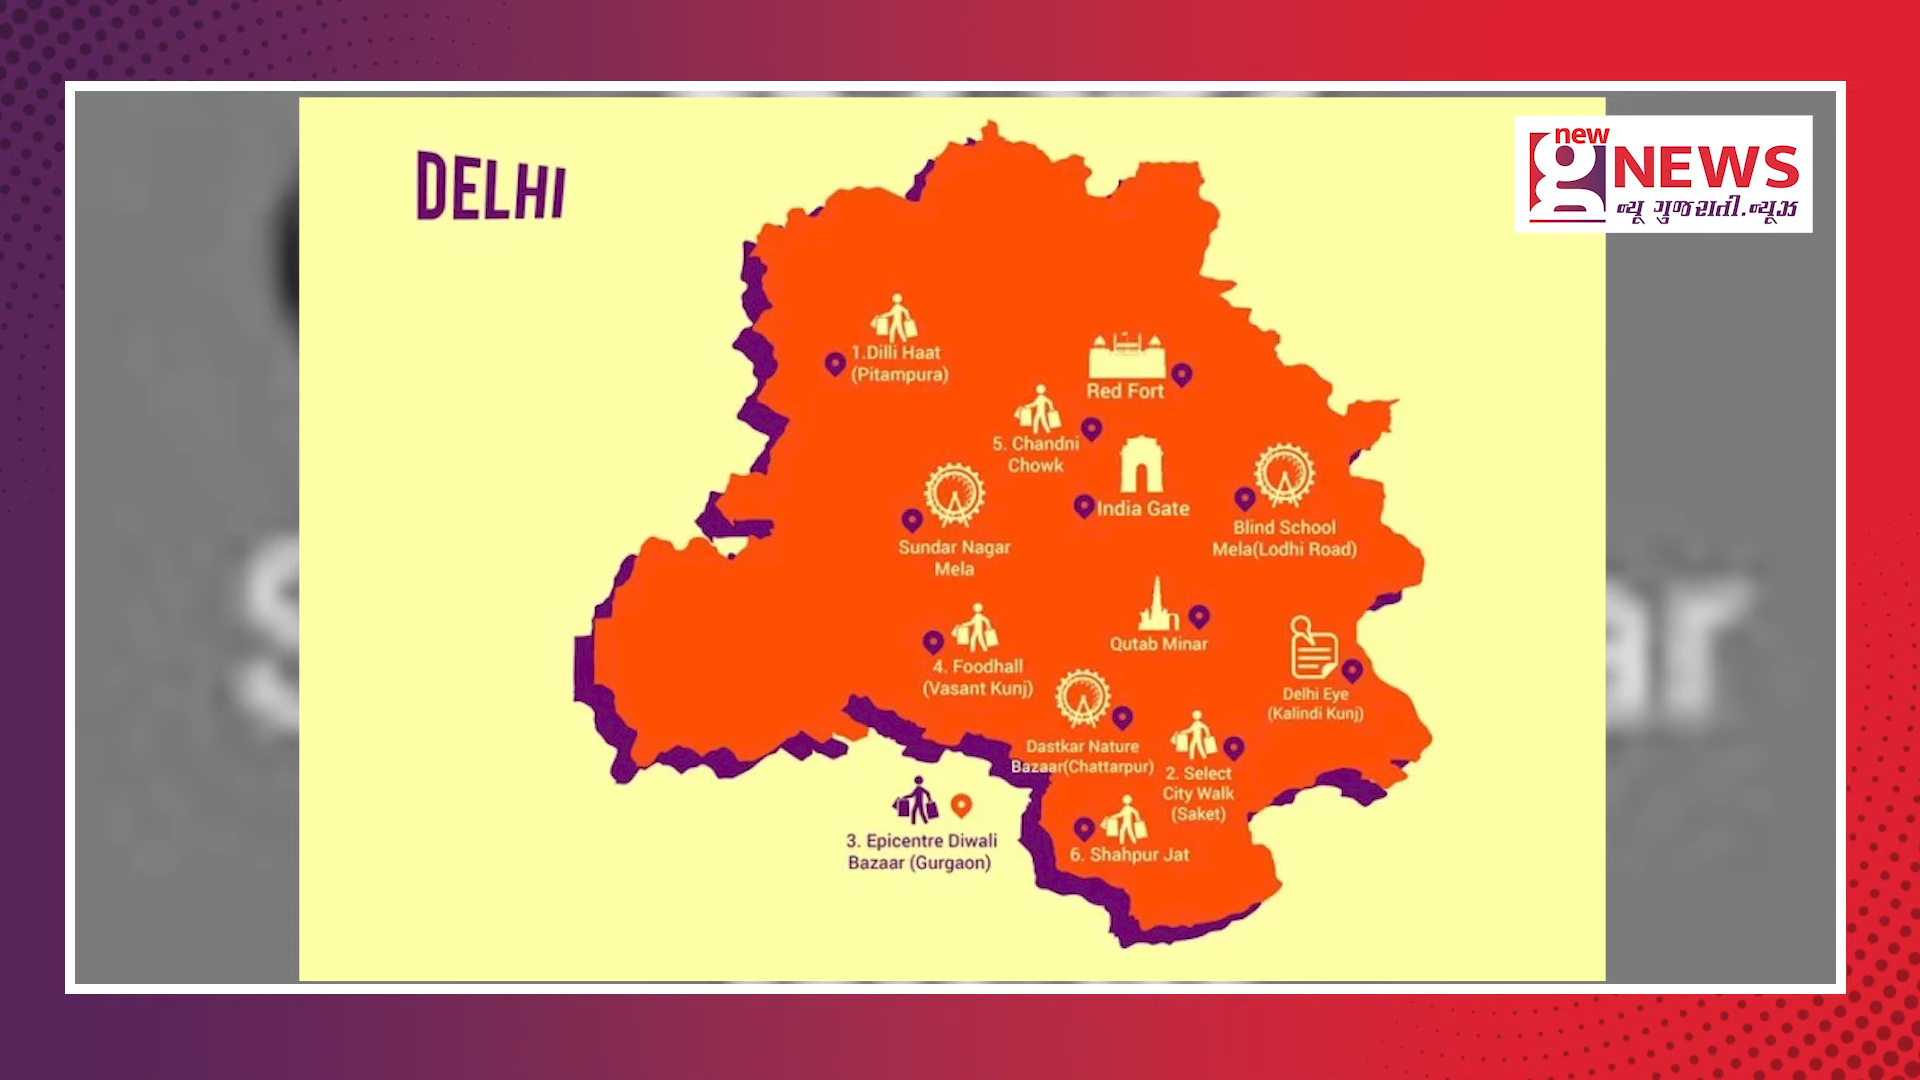 DELHI
new
g NEWS
ન્યૂ ગુજરાતી.ન્યૂઝ
1.Dilli Haat
(Pitampura)
Red Fort
5. Chandni
Chowk
India Gate
Blind School
Mela(Lodhi Road)
Sundar Nagar
Mela
Qutab Minar
4. Foodhall
(Vasant Kunj)
Delhi Eye
(Kalindi Kunj)
Dastkar Nature
Bazaar(Chattarpur)
2. Select
City Walk
(Saket)
3. Epicentre Diwali
Bazaar (Gurgaon)
6. Shahpur Jat